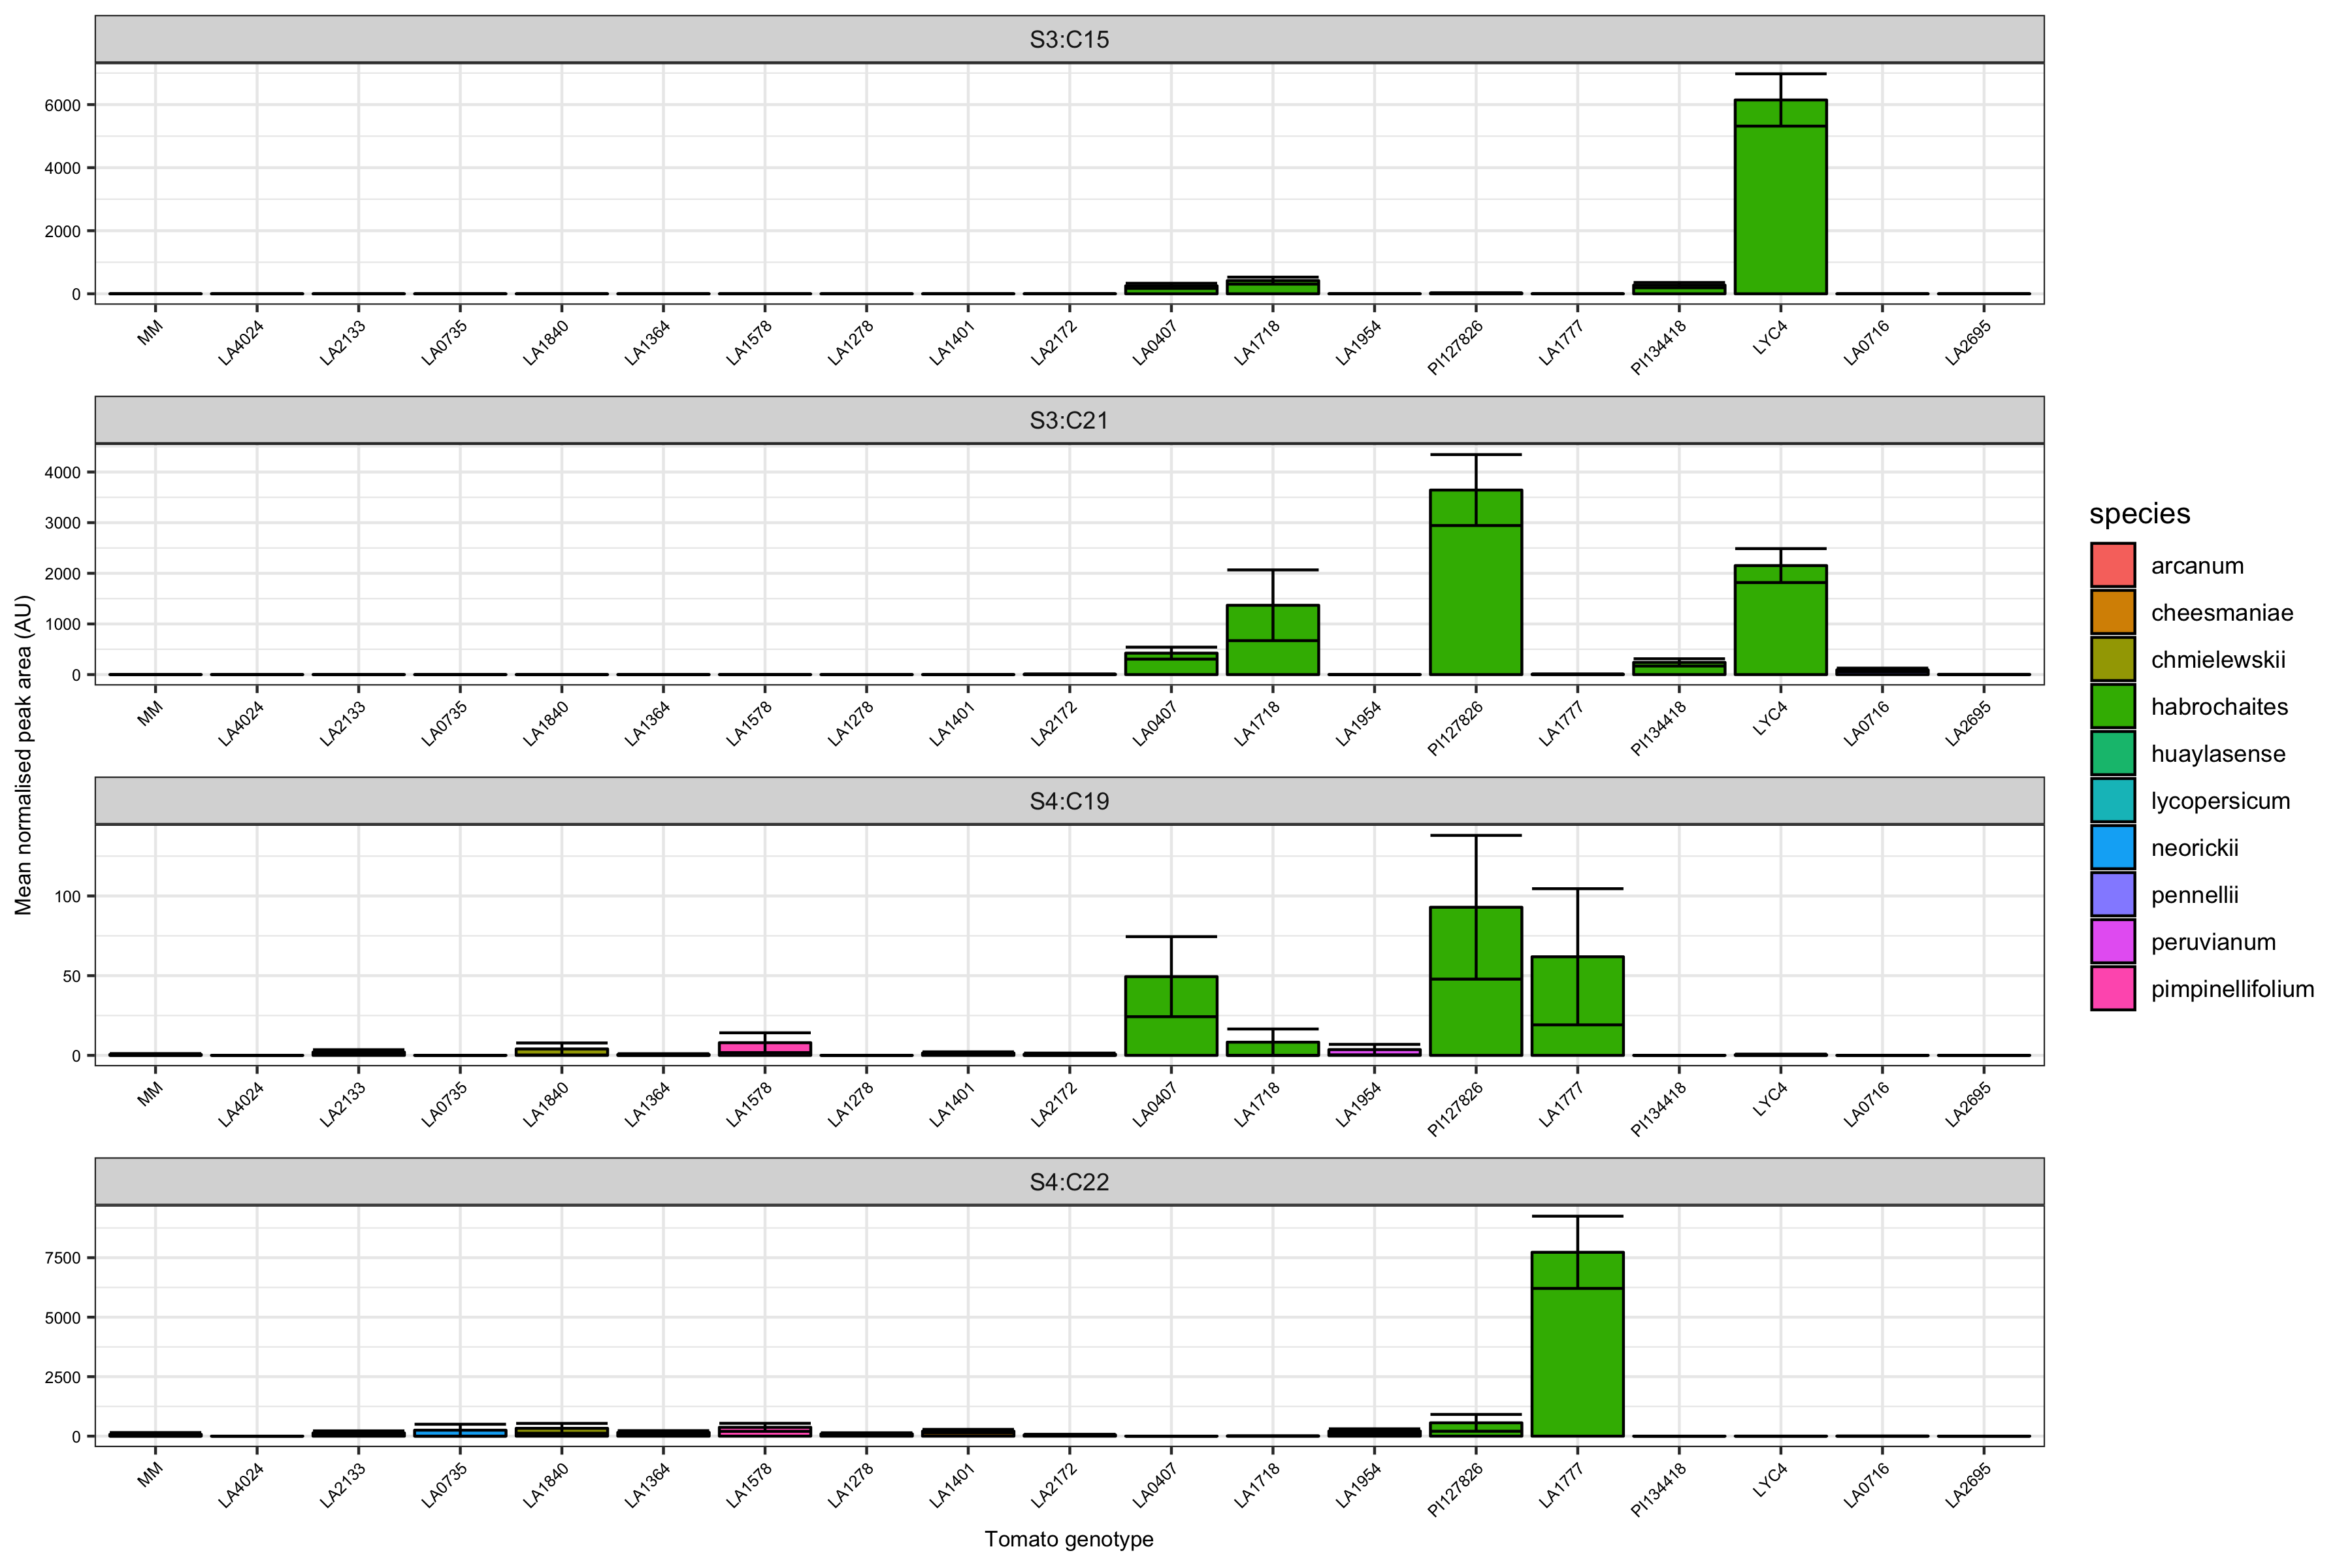 S3:C15
6000
4000
2000
0
MM LA4024 LA2133 LA0735 LA1840 LA1364 LA1578 LA1278 LA1401 LA2172 LA0407 LA1718 LA1954 PI127826 LA1777 PI134418 LYC4 LA0716 LA2695
S3:C21
4000
3000
2000
1000
0
MM LA4024 LA2133 LA0735 LA1840 LA1364 LA1578 LA1278 LA1401 LA2172 LA0407 LA1718 LA1954 PI127826 LA1777 PI134418 LYC4 LA0716 LA2695
Mean normalised peak area (AU)
S4:C19
100
50
0
MM LA4024 LA2133 LA0735 LA1840 LA1364 LA1578 LA1278 LA1401 LA2172 LA0407 LA1718 LA1954 PI127826 LA1777 PI134418 LYC4 LA0716 LA2695
S4:C22
7500
5000
2500
0
MM LA4024 LA2133 LA0735 LA1840 LA1364 LA1578 LA1278 LA1401 LA2172 LA0407 LA1718 LA1954 PI127826 LA1777 PI134418 LYC4 LA0716 LA2695
Tomato genotype
species
arcanum
cheesmaniae
chmielewskii
habrochaites
huaylasense
lycopersicum
neorickii
pennellii
peruvianum
pimpinellifolium